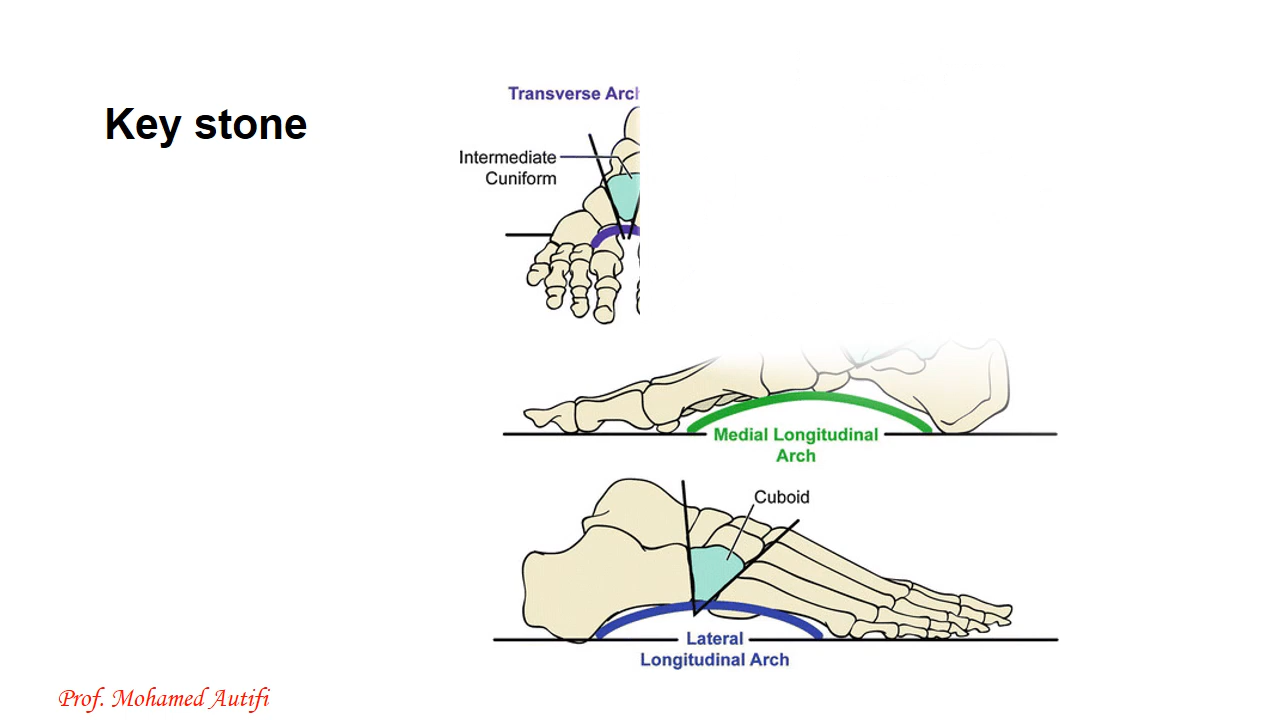 Key stone
Transverse Arch
Intermediate
Cuniform
Medial Longitudinal
Arch
Cuboid
Lateral
Longitudinal Arch
Prof. Mohamed Autifi